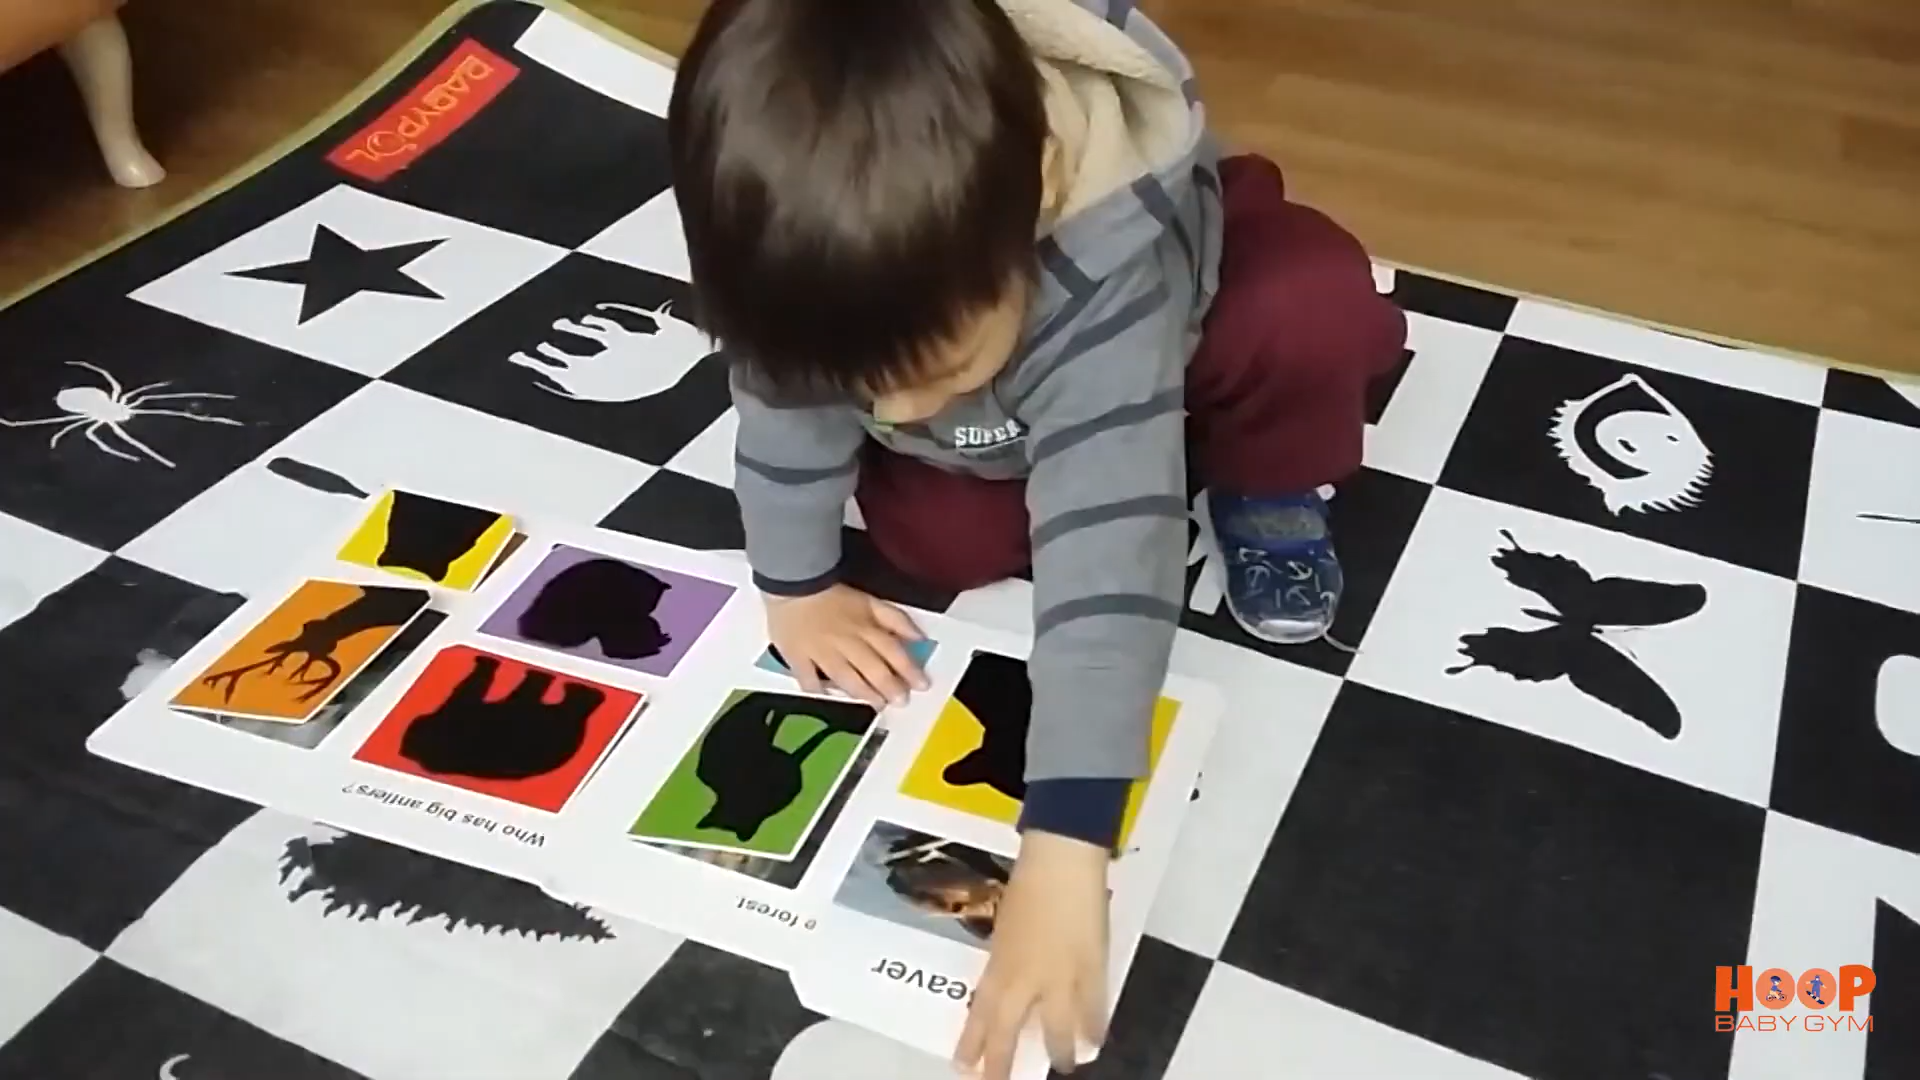 BABYPOL
SUPER
Who has big antlers?
e forest.
eaver
HOOP
BABY GYM